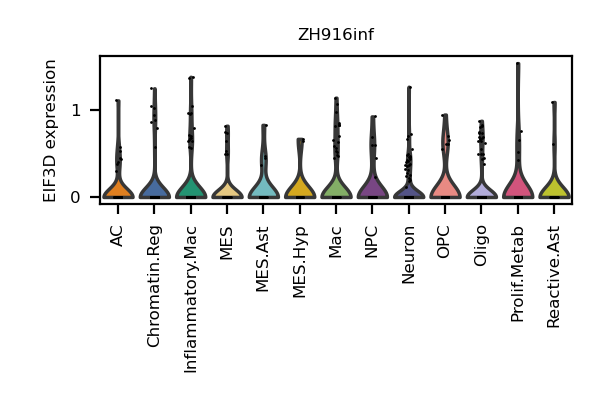 ZH916inf
EIF3D expression
1
0
AC
Chromatin.Reg
Inflammatory.Mac
MES
MES.Ast
MES.Hyp
Mac
NPC
Neuron
OPC
Oligo
Prolif.Metab
Reactive.Ast